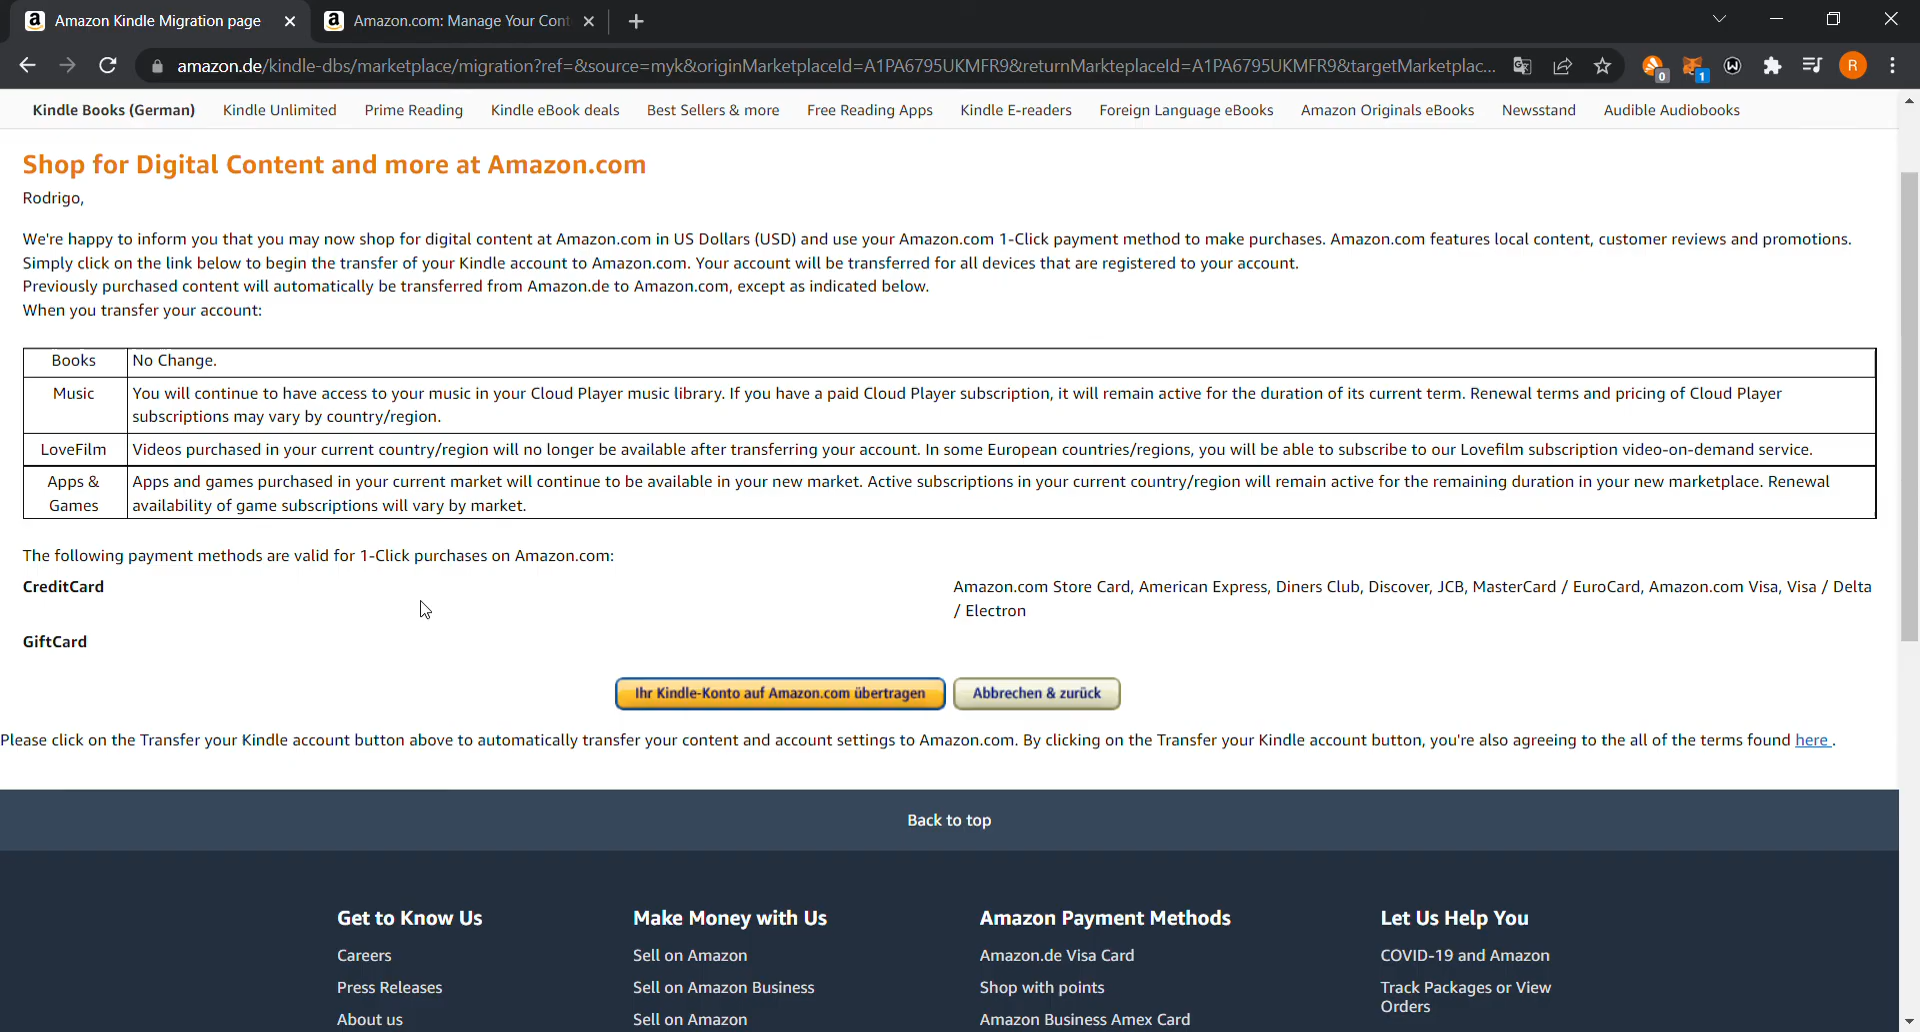 Amazon Kindle Migration page
Amazon.com: Manage Your Cont
amazon.de/kindle-dbs/marketplace/migration?ref=&source=myk&originMarketplaceId=A1PA6795UKMFR9&returnMarkteplaceId=A1PA6795UKMFR9&targetMarketplac...
0
1
R
Kindle Books (German) Kindle Unlimited Prime Reading Kindle eBook deals Best Sellers & more Free Reading Apps Kindle E-readers Foreign Language eBooks Amazon Originals eBooks Newsstand Audible Audiobooks
Shop for Digital Content and more at Amazon.com
Rodrigo,
We're happy to inform you that you may now shop for digital content at Amazon.com in US Dollars (USD) and use your Amazon.com 1-Click payment method to make purchases. Amazon.com features local content, customer reviews and promotions.
Simply click on the link below to begin the transfer of your Kindle account to Amazon.com. Your account will be transferred for all devices that are registered to your account.
Previously purchased content will automatically be transferred from Amazon.de to Amazon.com, except as indicated below.
When you transfer your account:
Books No Change.
Music You will continue to have access to your music in your Cloud Player music library. If you have a paid Cloud Player subscription, it will remain active for the duration of its current term. Renewal terms and pricing of Cloud Player
subscriptions may vary by country/region.
LoveFilm Videos purchased in your current country/region will no longer be available after transferring your account. In some European countries/regions, you will be able to subscribe to our Lovefilm subscription video-on-demand service.
Apps & Apps and games purchased in your current market will continue to be available in your new market. Active subscriptions in your current country/region will remain active for the remaining duration in your new marketplace. Renewal
Games availability of game subscriptions will vary by market.
The following payment methods are valid for 1-Click purchases on Amazon.com:
CreditCard Amazon.com Store Card, American Express, Diners Club, Discover, JCB, MasterCard / EuroCard, Amazon.com Visa, Visa / Delta
/ Electron
GiftCard
Ihr Kindle-Konto auf Amazon.com übertragen Abbrechen & zurück
Please click on the Transfer your Kindle account button above to automatically transfer your content and account settings to Amazon.com. By clicking on the Transfer your Kindle account button, you're also agreeing to the all of the terms found here .
Back to top
Get to Know Us Make Money with Us Amazon Payment Methods Let Us Help You
Careers Sell on Amazon Amazon.de Visa Card COVID-19 and Amazon
Press Releases Sell on Amazon Business Shop with points Track Packages or View
Orders
About us Sell on Amazon Amazon Business Amex Card